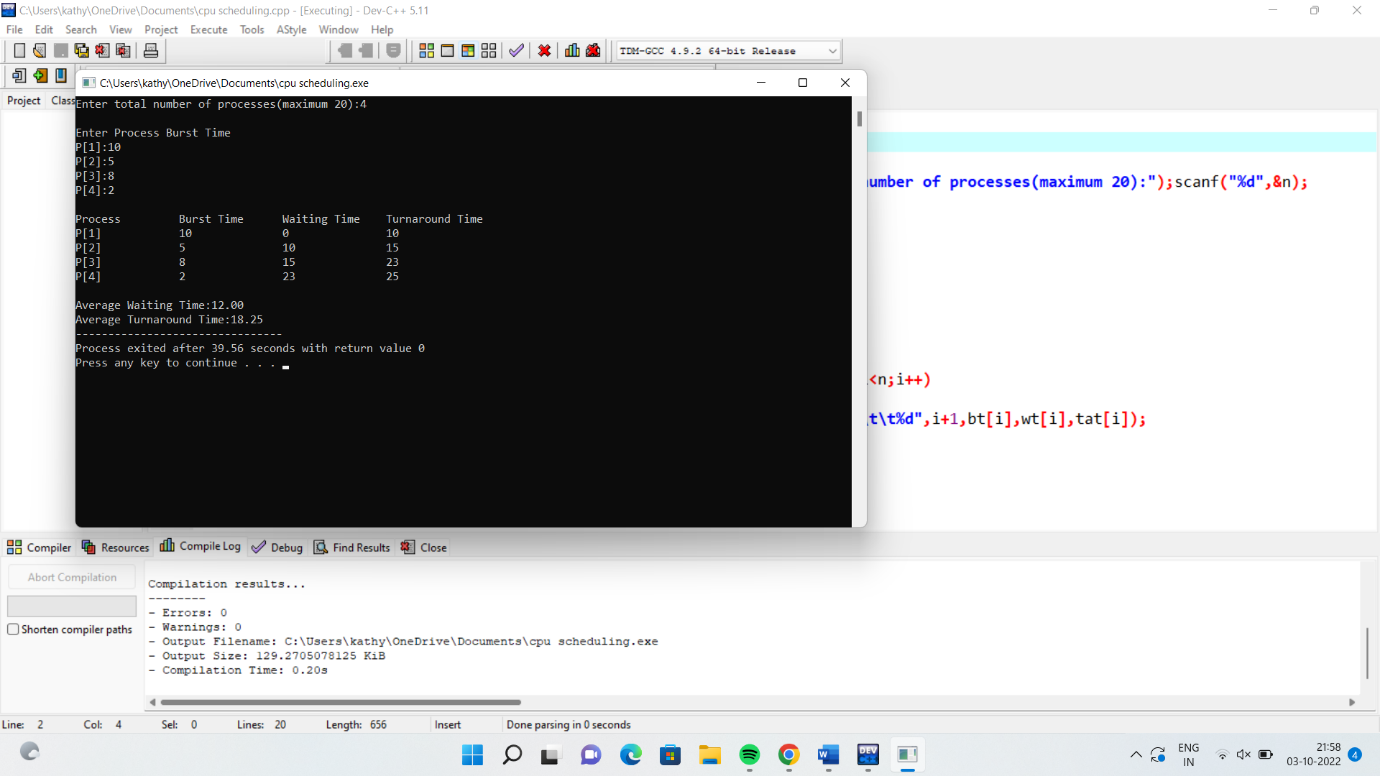 C:\Users\kathy\OneDrive\Documents\cpu scheduling.cpp - [Executing] - Dev-C++ 5.11
File Edit Search View Project Execute Tools AStyle Window Help
TDM-GCC 4.9.2 64-bit Release
Project Class
C:\Users\kathy\OneDrive\Documents\cpu scheduling.exe
Enter total number of processes(maximum 20):4
Enter Process Burst Time
P[1]:10
P[2]:5
P[3]:8
P[4]:2
Process Burst Time Waiting Time Turnaround Time
P[1] 10 0 10
P[2] 5 10 15
P[3] 8 15 23
P[4] 2 23 25
Average Waiting Time:12.00
Average Turnaround Time:18.25
--------------------------------
Process exited after 39.56 seconds with return value 0
Press any key to continue . . .
number of processes(maximum 20):");scanf("%d",&n);
<n;i++)
t\t%d",i+1,bt[i],wt[i],tat[i]);
Compiler Resources Compile Log Debug Find Results Close
Abort Compilation
Shorten compiler paths
Compilation results...
--------
- Errors: 0
- Warnings: 0
- Output Filename: C:\Users\kathy\OneDrive\Documents\cpu scheduling.exe
- Output Size: 129.2705078125 KiB
- Compilation Time: 0.20s
Line: 2 Col: 4 Sel: 0 Lines: 20 Length: 656 Insert Done parsing in 0 seconds
DEV
ENG
IN
21:58
03-10-2022
4